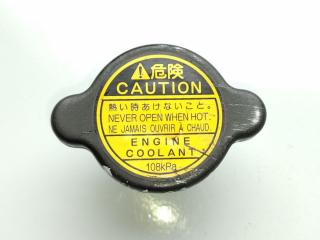 ⚠危険
CAUTION
熱い時あけないこと。
NEVER OPEN WHEN HOT.
NE JAMAIS OUVRIR À CHAUD.
ENGINE
COOLANT
108kPa